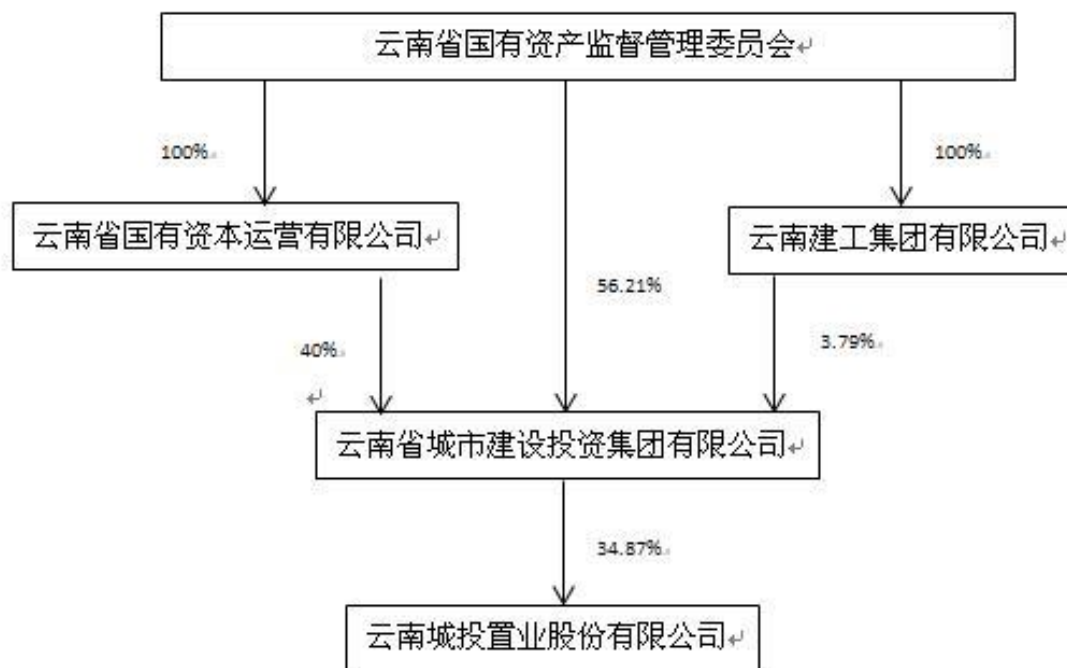 云南省国有资产监督管理委员会
100%
100%
云南省国有资本运营有限公司
云南建工集团有限公司
56.21%
40%
3.79%
云南省城市建设投资集团有限公司
34.87%
云南城投置业股份有限公司